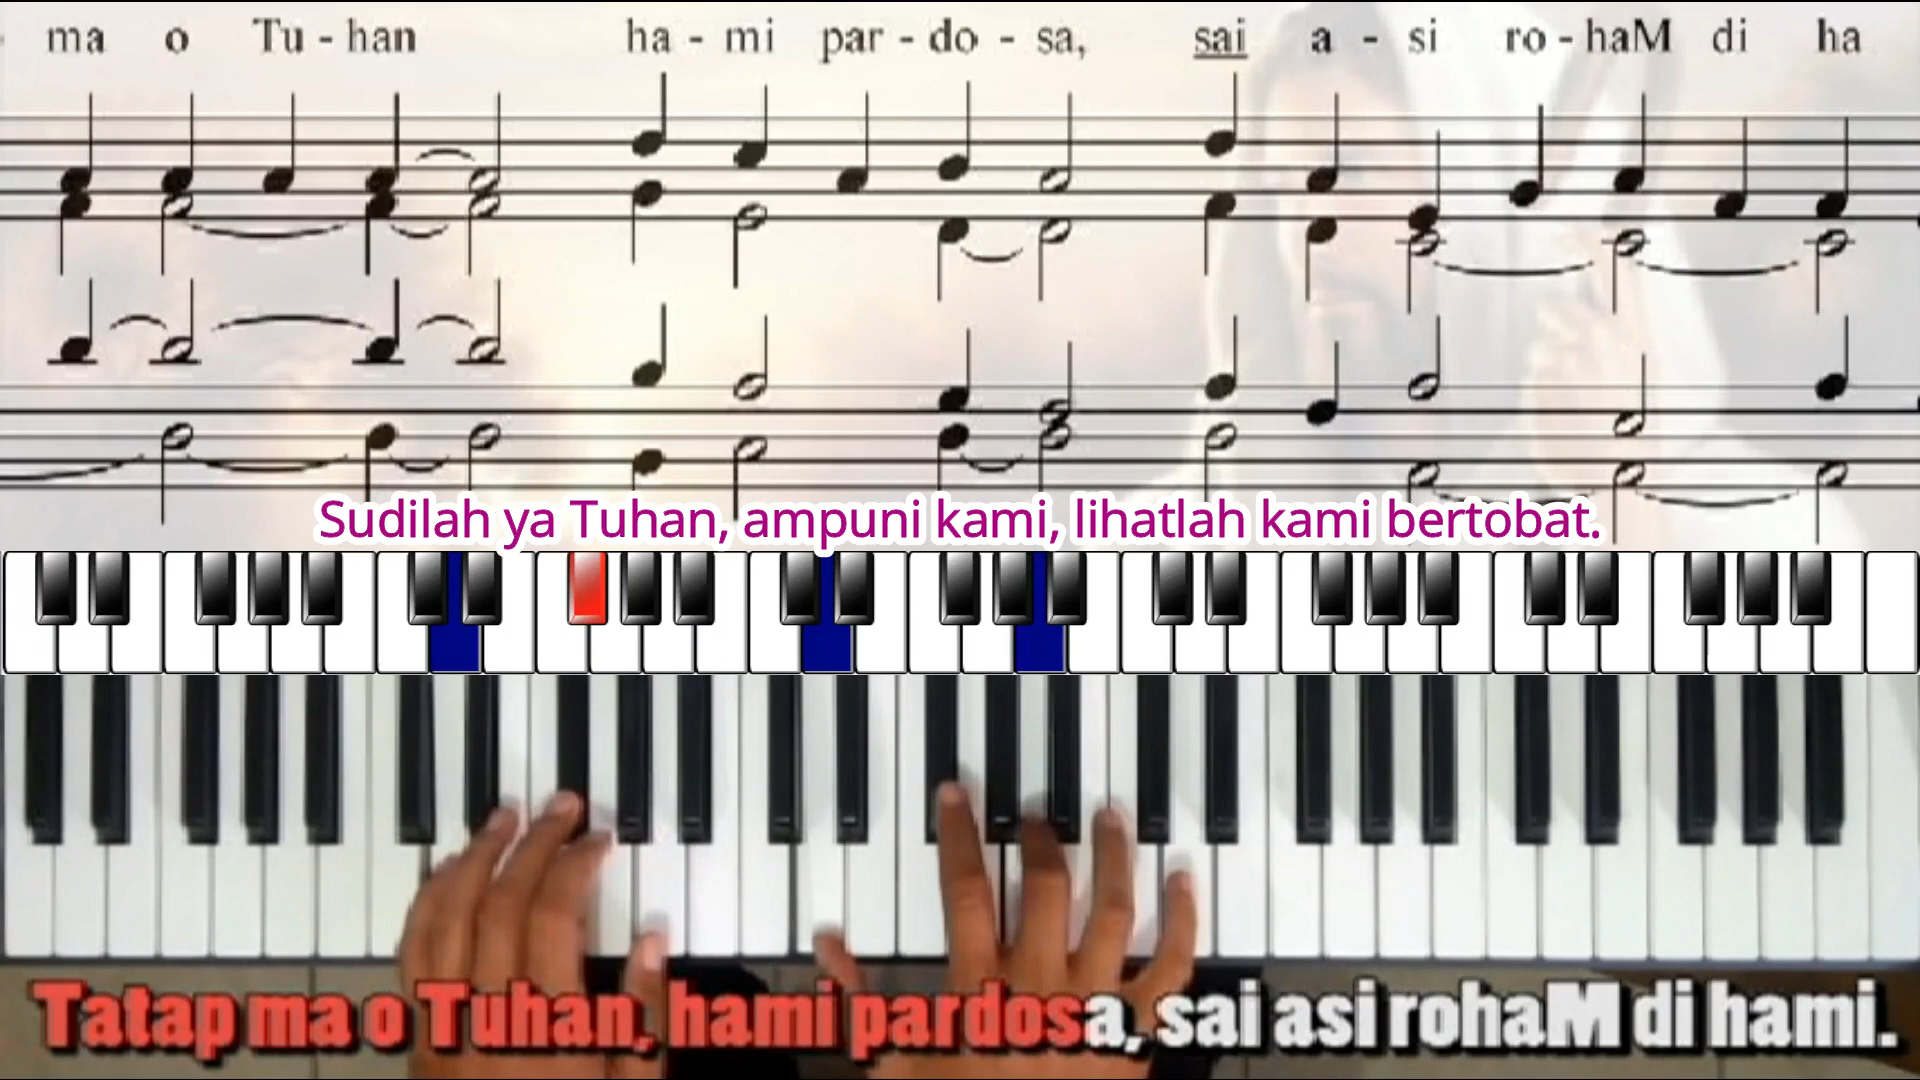 - ma o Tu - han ha - mi par - do - sa, sai a - si ro - haM di ha
Sudilah ya Tuhan, ampuni kami, lihatlah kami bertobat.
Tatap ma o Tuhan, hami pardosa, sai asi rohaM di hami.